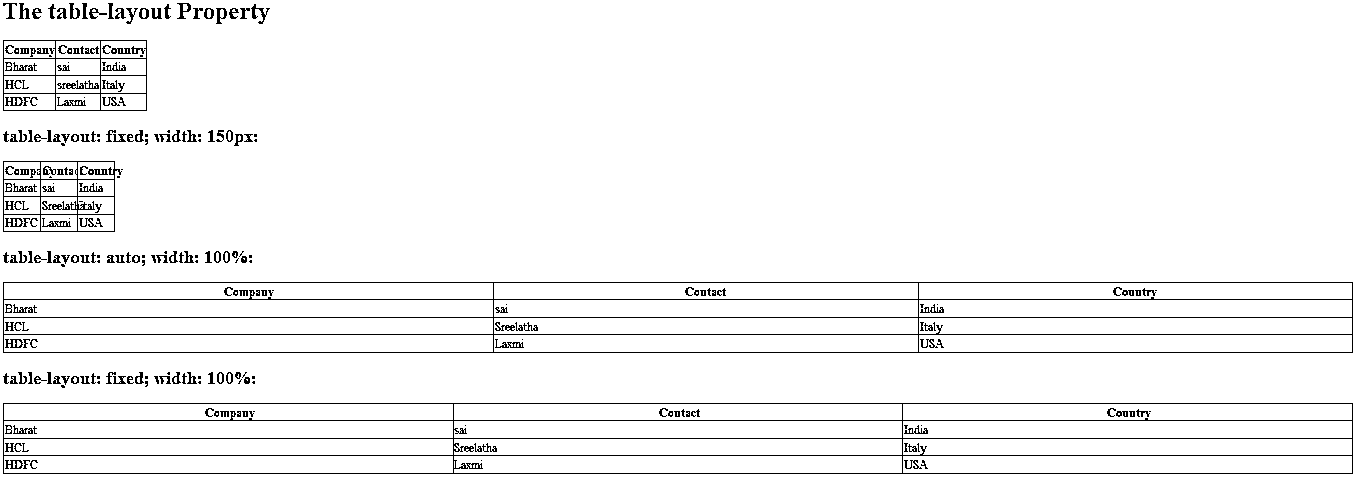 The table-layout Property
Company Contact Country
Bharat sai India
HCL sreelatha Italy
HDFC Laxmi USA
table-layout: fixed; width: 150px:
Company Contact Country
Bharat sai India
HCL Sreelatha Italy
HDFC Laxmi USA
table-layout: auto; width: 100%:
Company Contact Country
Bharat sai India
HCL Sreelatha Italy
HDFC Laxmi USA
table-layout: fixed; width: 100%:
Company Contact Country
Bharat sai India
HCL Sreelatha Italy
HDFC Laxmi USA